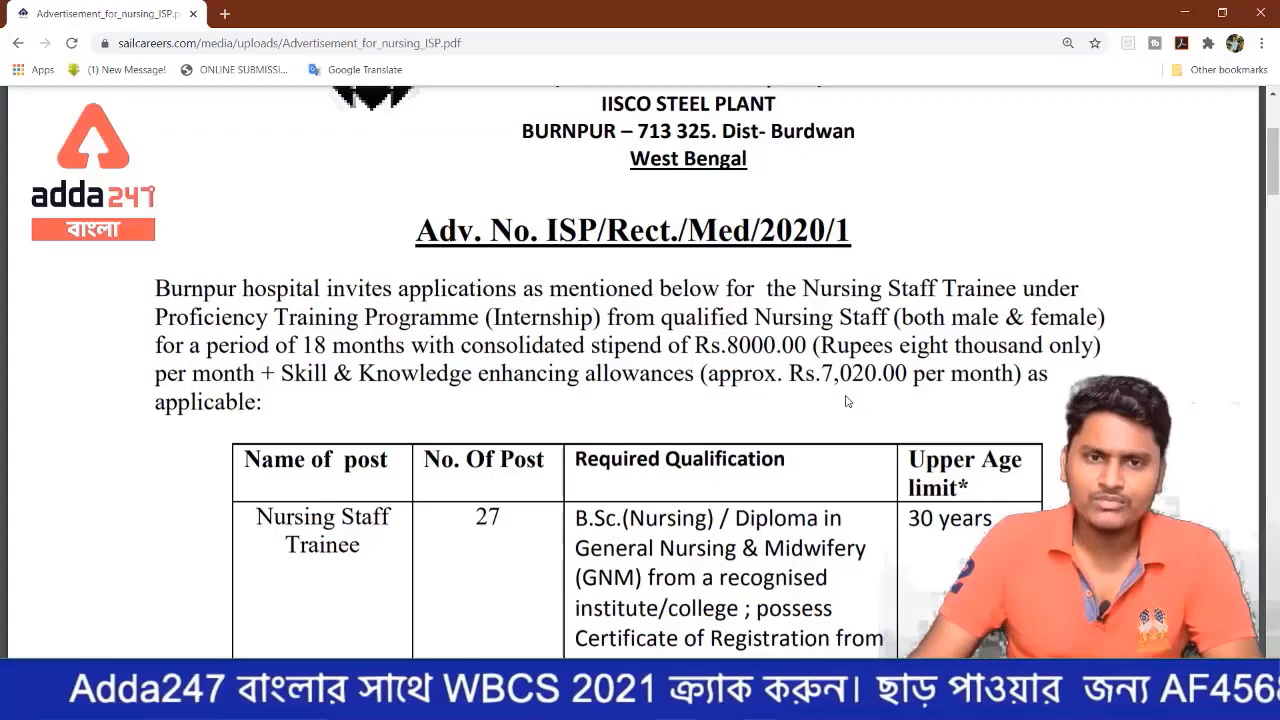 Advertisement_for_nursing_ISP.p
sailcareers.com/media/uploads/Advertisement_for_nursing_ISP.pdf
Apps
(1) New Message!
ONLINE SUBMISSI...
Google Translate
Other bookmarks
IISCO STEEL PLANT
BURNPUR – 713 325. Dist- Burdwan
West Bengal
adda247
বাংলা
Adv. No. ISP/Rect./Med/2020/1
Burnpur hospital invites applications as mentioned below for the Nursing Staff Trainee under
Proficiency Training Programme (Internship) from qualified Nursing Staff (both male & female)
for a period of 18 months with consolidated stipend of Rs.8000.00 (Rupees eight thousand only)
per month + Skill & Knowledge enhancing allowances (approx. Rs.7,020.00 per month) as
applicable:
Name of post
No. Of Post
Required Qualification
Upper Age
limit*
Nursing Staff
Trainee
27
B.Sc.(Nursing) / Diploma in
General Nursing & Midwifery
(GNM) from a recognised
institute/college ; possess
Certificate of Registration from
30 years
Adda247 বাংলার সাথে WBCS 2021 ক্র্যাক করুন। ছাড় পাওয়ার জন্য AF456